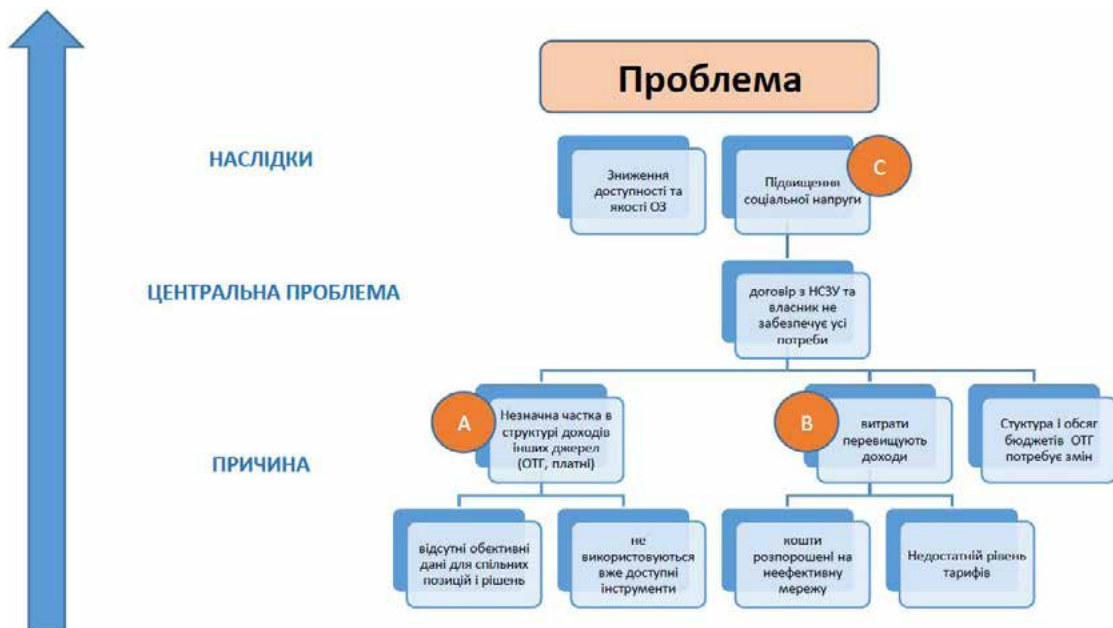 Проблема
НАСЛІДКИ
Зниження
доступності та
якості ОЗ
Підвищення
соціальної напруги
C
ЦЕНТРАЛЬНА ПРОБЛЕМА
договір з НСЗУ та
власник не
забезпечує усі
потреби
ПРИЧИНА
A
Незначна частка в
структурі доходів
інших джерел
(ОТГ, платні)
B
витрати
перевищують
доходи
Стуктура і обсяг
бюджетів ОТГ
потребує змін
відсутні обєктивні
дані для спільних
позицій і рішень
не
використовуються
вже доступні
інструменти
кошти
розпорошені на
неефективну
мережу
Недостатній рівень
тарифів